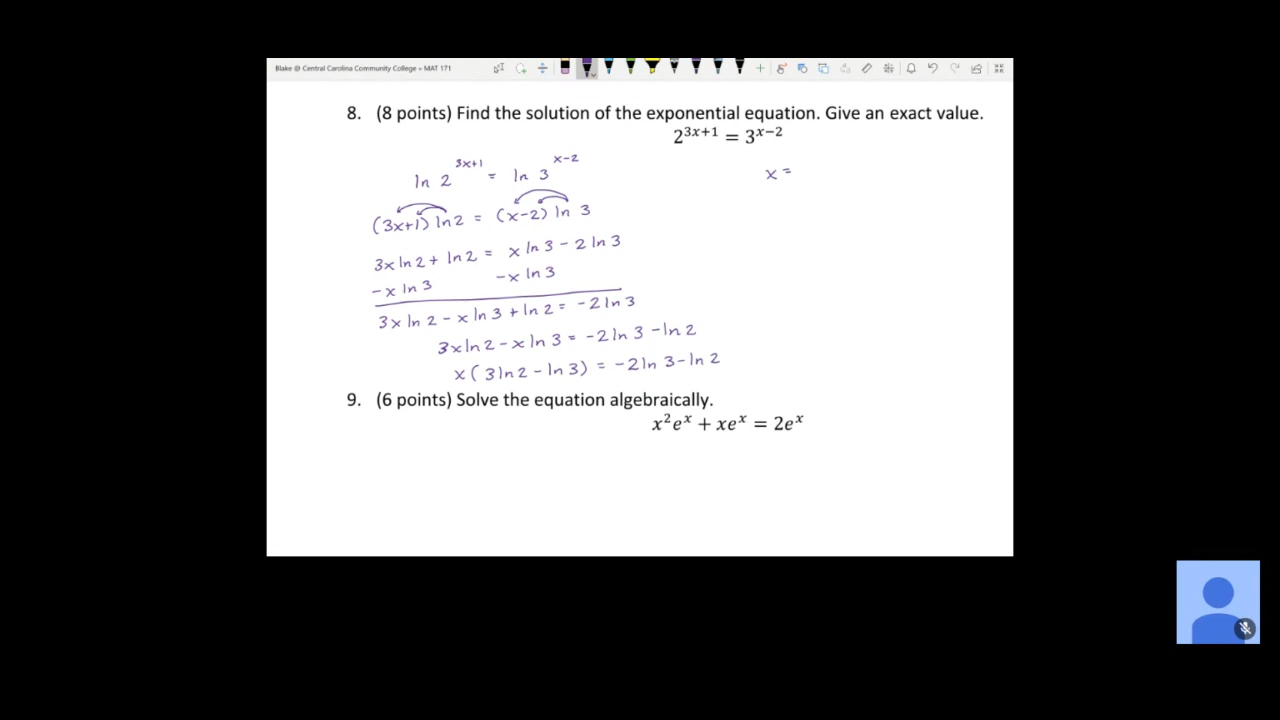 Blake @ Central Carolina Community College » MAT 171
8. (8 points) Find the solution of the exponential equation. Give an exact value.
2^{3x+1} = 3^{x−2}
ln 2^{3x+1} = ln 3^{x−2}
x =
(3x+1) ln 2 = (x−2) ln 3
3x ln 2 + ln 2 = x ln 3 − 2 ln 3
−x ln 3 −x ln 3
3x ln 2 − x ln 3 + ln 2 = −2 ln 3
3x ln 2 − x ln 3 = −2 ln 3 − ln 2
x (3 ln 2 − ln 3) = −2 ln 3 − ln 2
9. (6 points) Solve the equation algebraically.
x²eˣ + xeˣ = 2eˣ